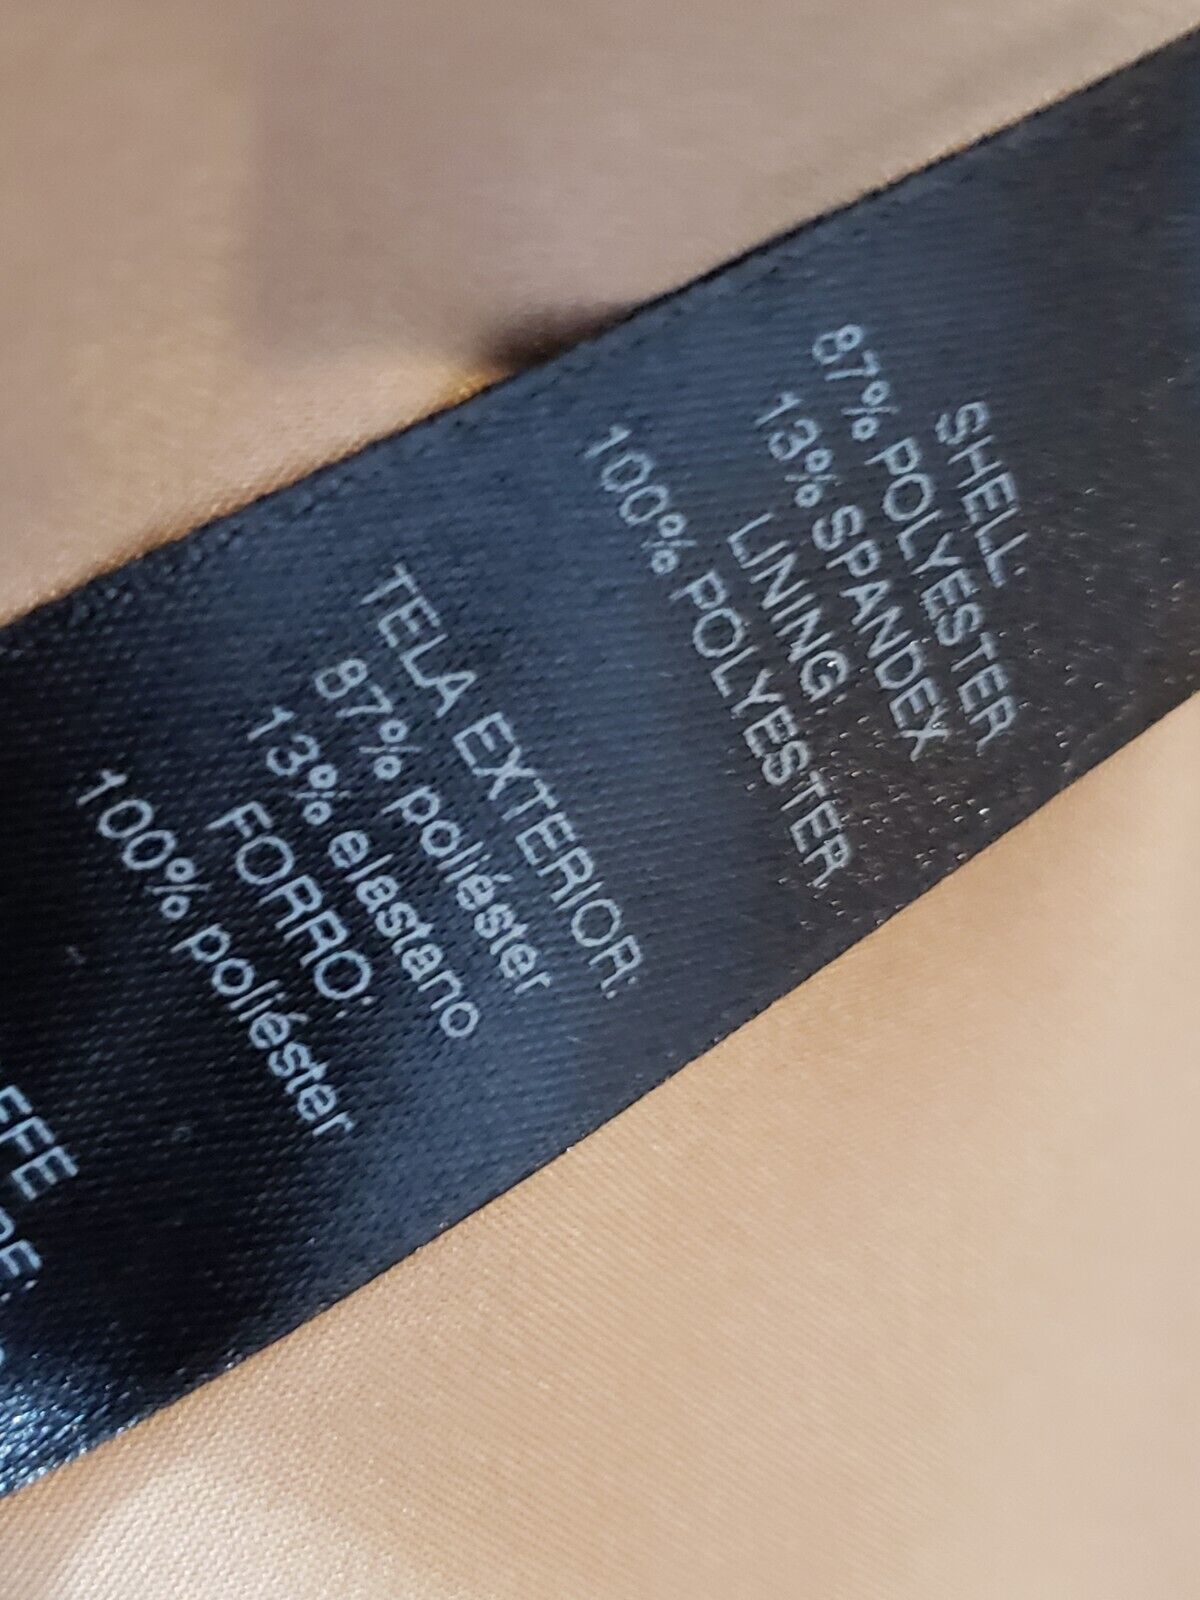 SHELL:
87% POLYESTER
13% SPANDEX
LINING:
100% POLYESTER
TELA EXTERIOR:
87% poliéster
13% elastano
FORRO:
100% poliéster